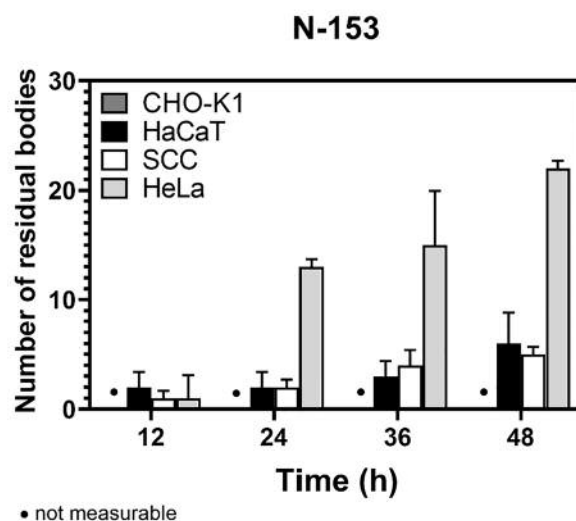 N-153
Number of residual bodies
30
20
10
0
CHO-K1
HaCaT
SCC
HeLa
12 24 36 48
Time (h)
• not measurable